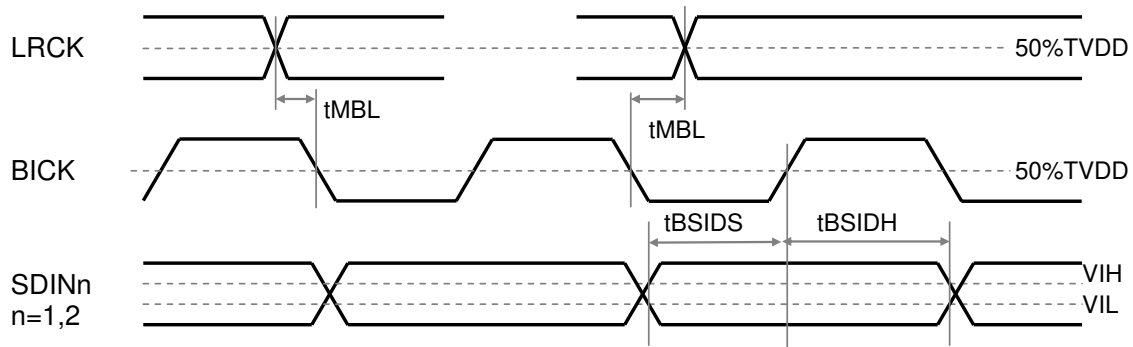 LRCK
50%TVDD
tMBL
tMBL
BICK
50%TVDD
tBSIDS
tBSIDH
SDINn
n=1,2
VIH
VIL